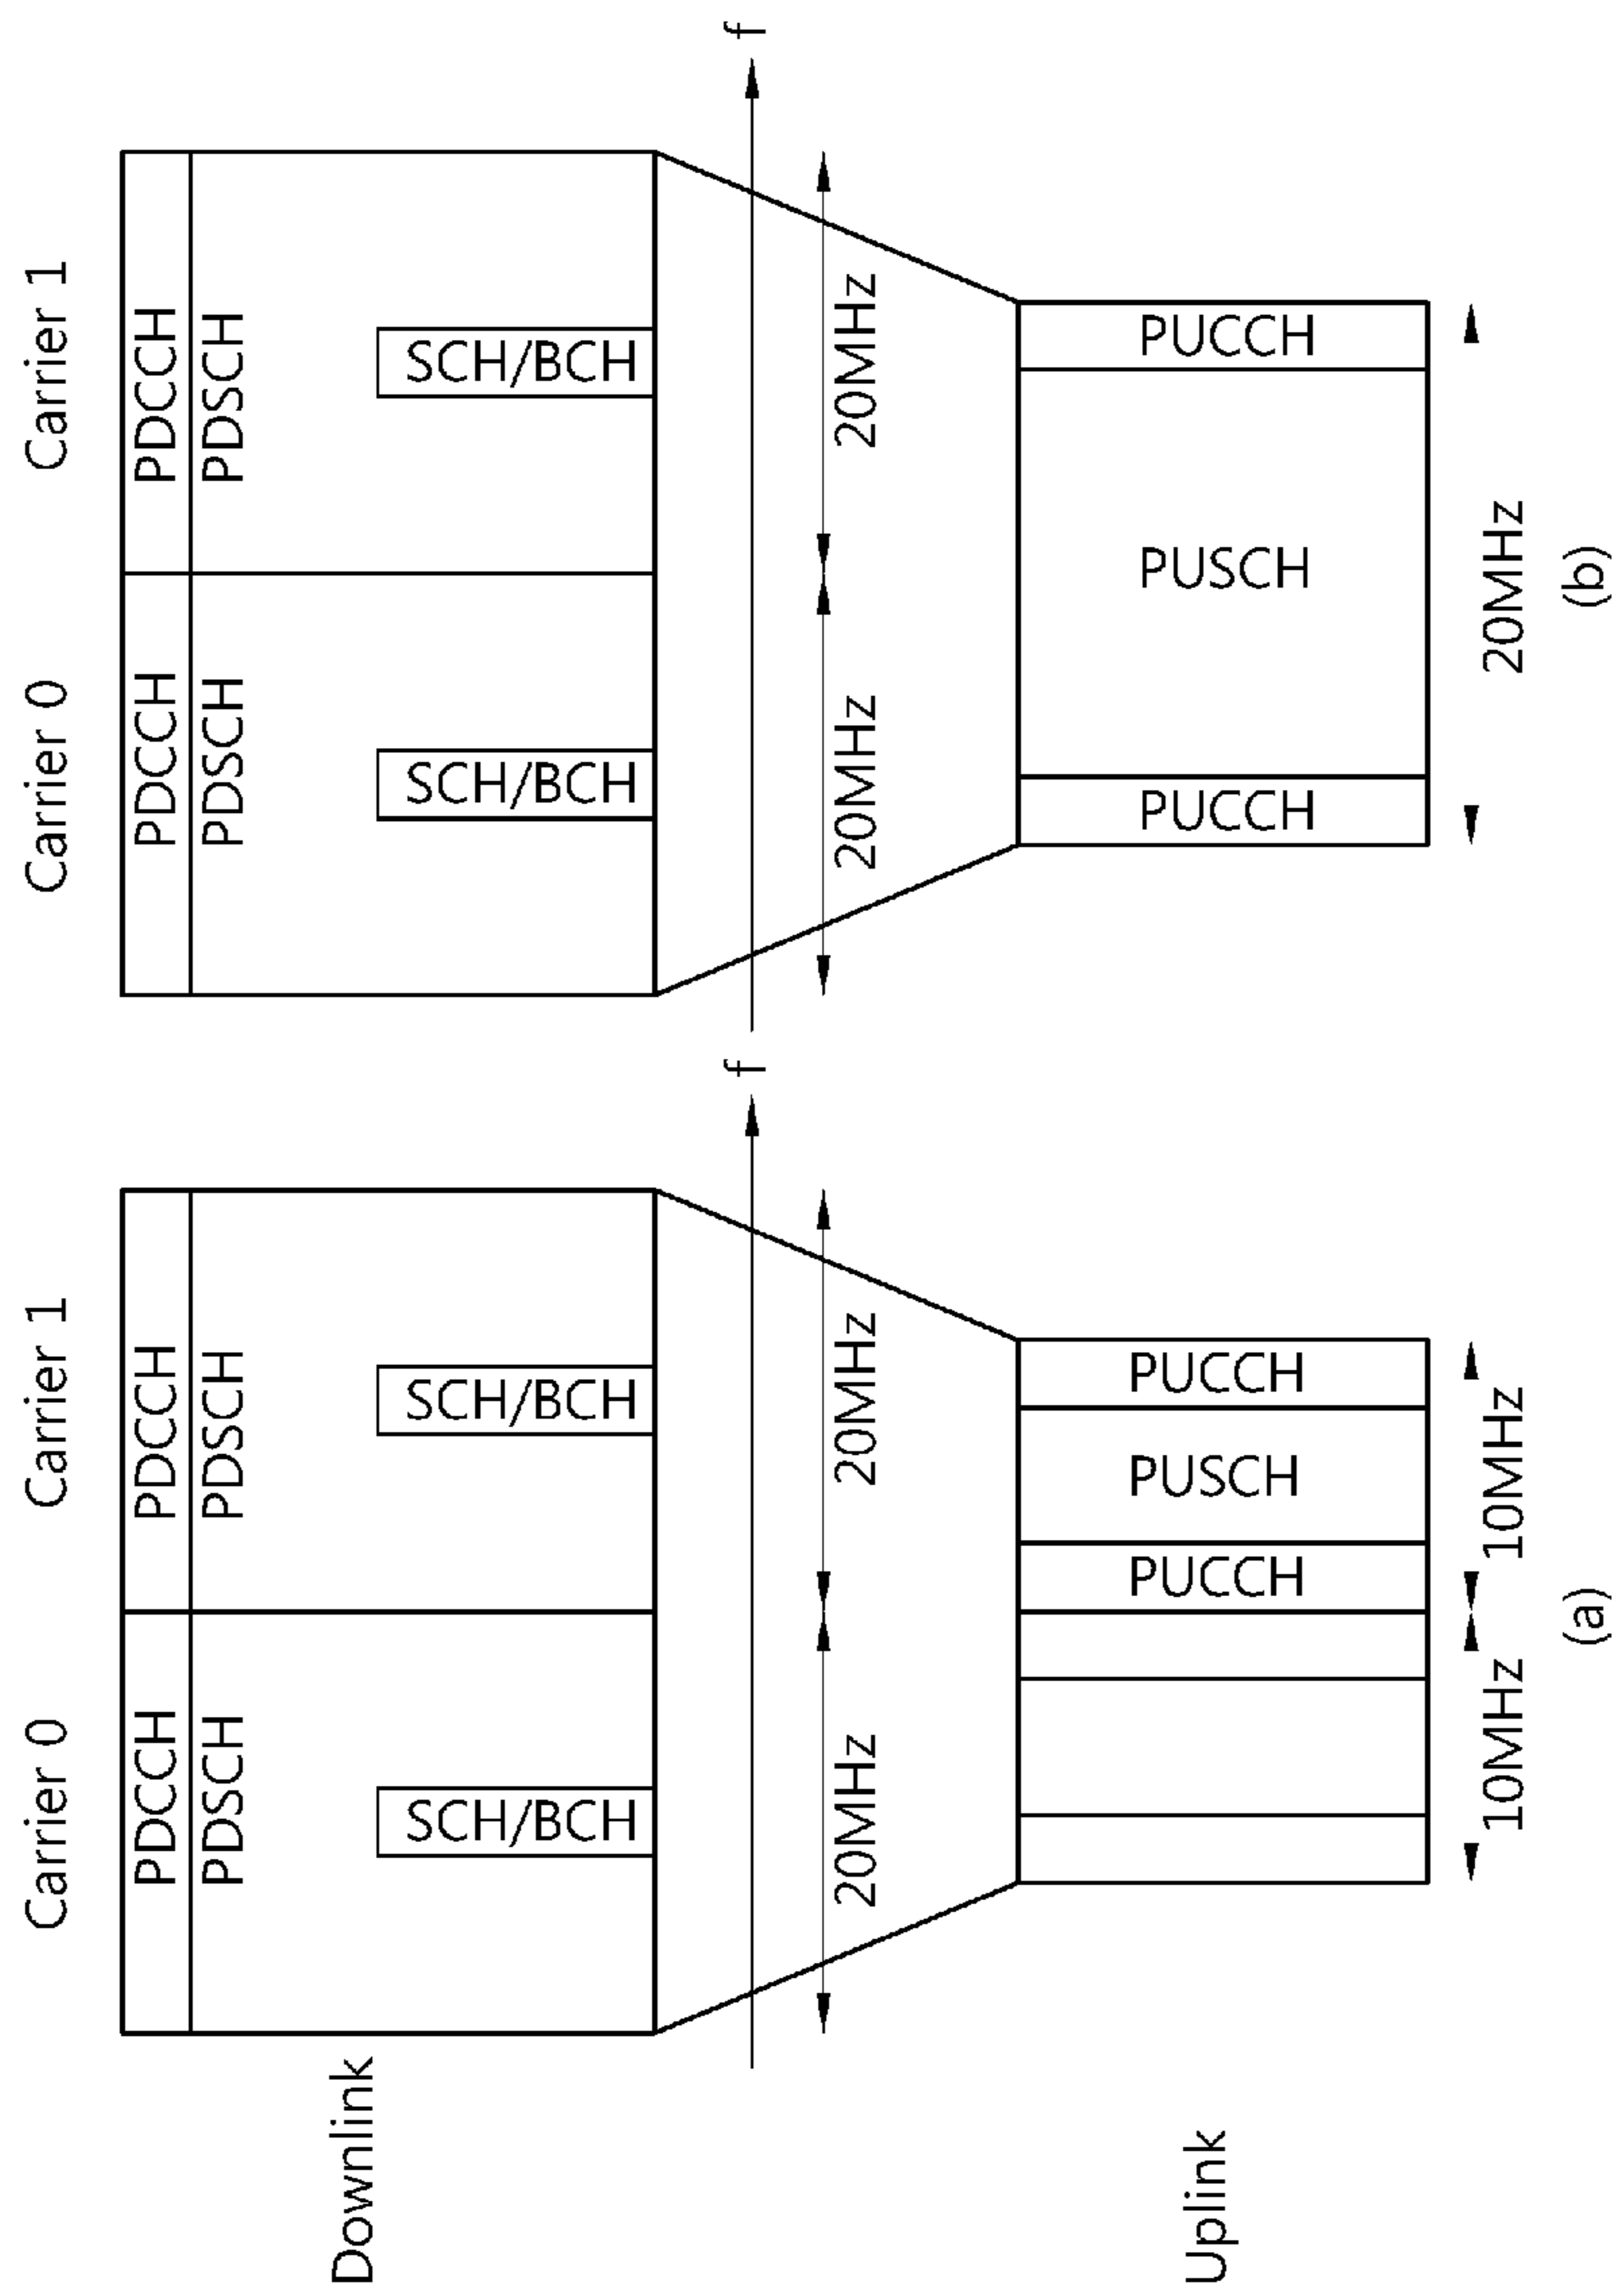 Carrier 0
Carrier 1
Carrier 0
Carrier 1
PDCCH
PDCCH
PDCCH
PDCCH
PDSCH
PDSCH
PDSCH
PDSCH
Downlink
SCH/BCH
SCH/BCH
SCH/BCH
SCH/BCH
f
f
20MHz
20MHz
20MHz
20MHz
Uplink
PUCCH
PUSCH
PUCCH
PUCCH
PUSCH
PUCCH
10MHz
10MHz
20MHz
(a)
(b)